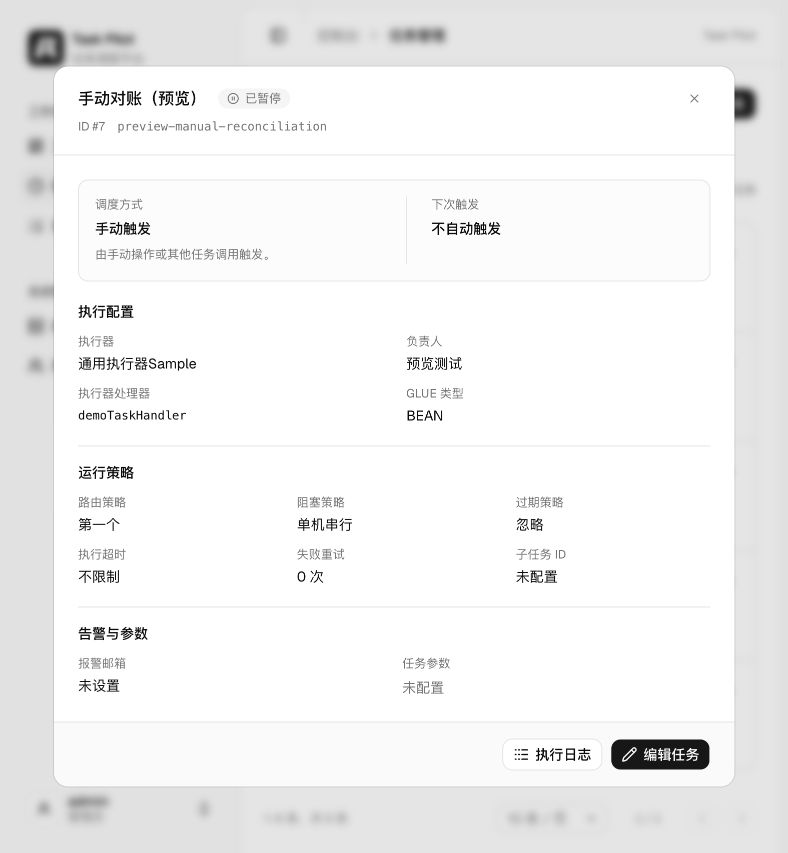 Task Pilot
Task Pilot
手动对账（预览）
已暂停
ID #7 preview-manual-reconciliation
调度方式
手动触发
由手动操作或其他任务调用触发。
下次触发
不自动触发
执行配置
执行器
通用执行器Sample
负责人
预览测试
执行器处理器
demoTaskHandler
GLUE 类型
BEAN
运行策略
路由策略
第一个
阻塞策略
单机串行
过期策略
忽略
执行超时
不限制
失败重试
0 次
子任务 ID
未配置
告警与参数
报警邮箱
未设置
任务参数
未配置
执行日志
编辑任务
admin